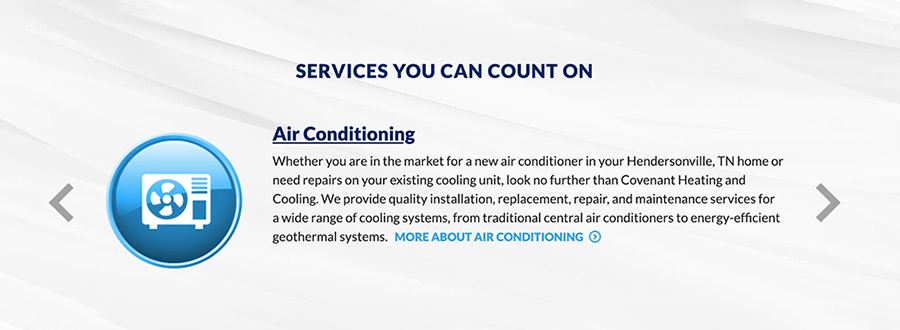 SERVICES YOU CAN COUNT ON
Air Conditioning
Whether you are in the market for a new air conditioner in your Hendersonville, TN home or
need repairs on your existing cooling unit, look no further than Covenant Heating and
Cooling. We provide quality installation, replacement, repair, and maintenance services for
a wide range of cooling systems, from traditional central air conditioners to energy-efficient
geothermal systems. MORE ABOUT AIR CONDITIONING